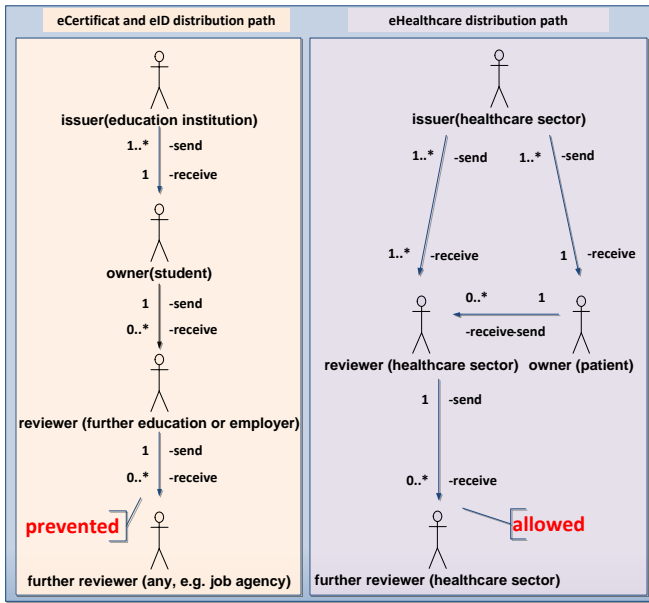 eCertificat and eID distribution path
issuer(education institution)
1..* -send
1 -receive
owner(student)
1 -send
0..* -receive
reviewer (further education or employer)
1 -send
0..* -receive
prevented
further reviewer (any, e.g. job agency)
eHealthcare distribution path
issuer(healthcare sector)
1..* -send 1..* -send
1..* -receive 1 -receive
0..* 1
-receive-send
reviewer (healthcare sector) owner (patient)
1 -send
0..* -receive
allowed
further reviewer (healthcare sector)